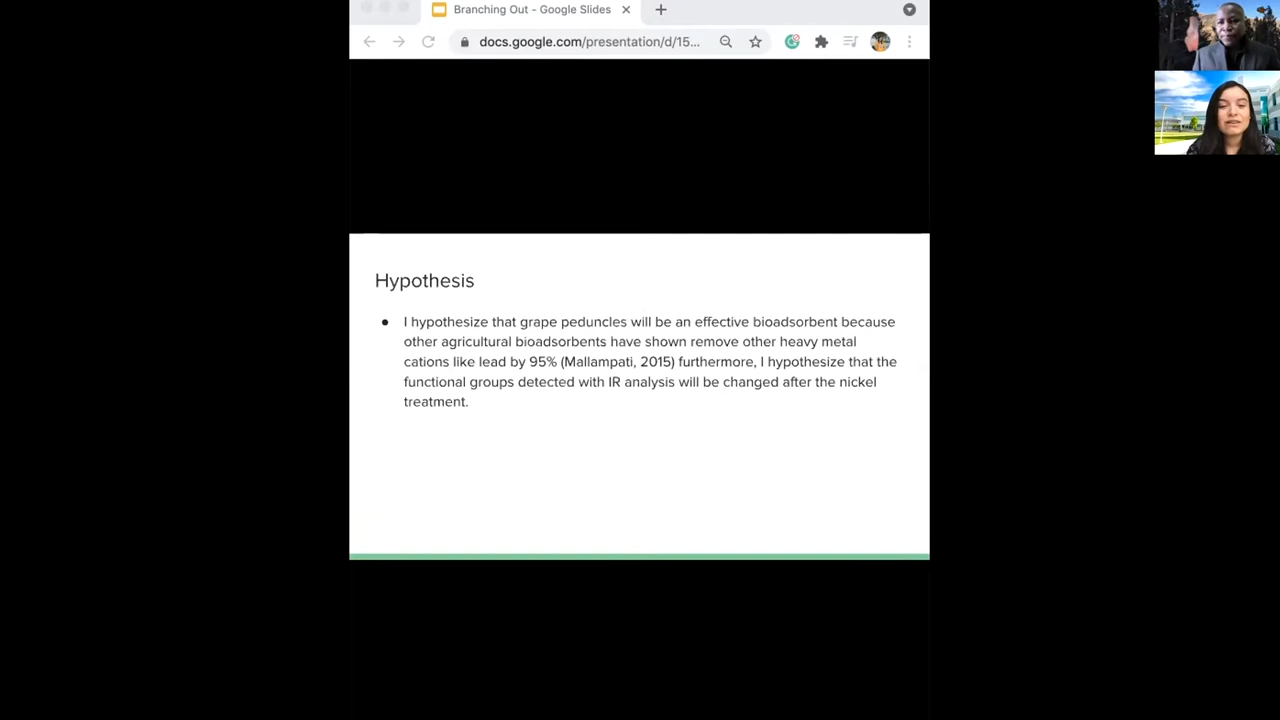 Branching Out - Google Slides
docs.google.com/presentation/d/15...
Hypothesis
● I hypothesize that grape peduncles will be an effective bioadsorbent because
other agricultural bioadsorbents have shown remove other heavy metal
cations like lead by 95% (Mallampati, 2015) furthermore, I hypothesize that the
functional groups detected with IR analysis will be changed after the nickel
treatment.